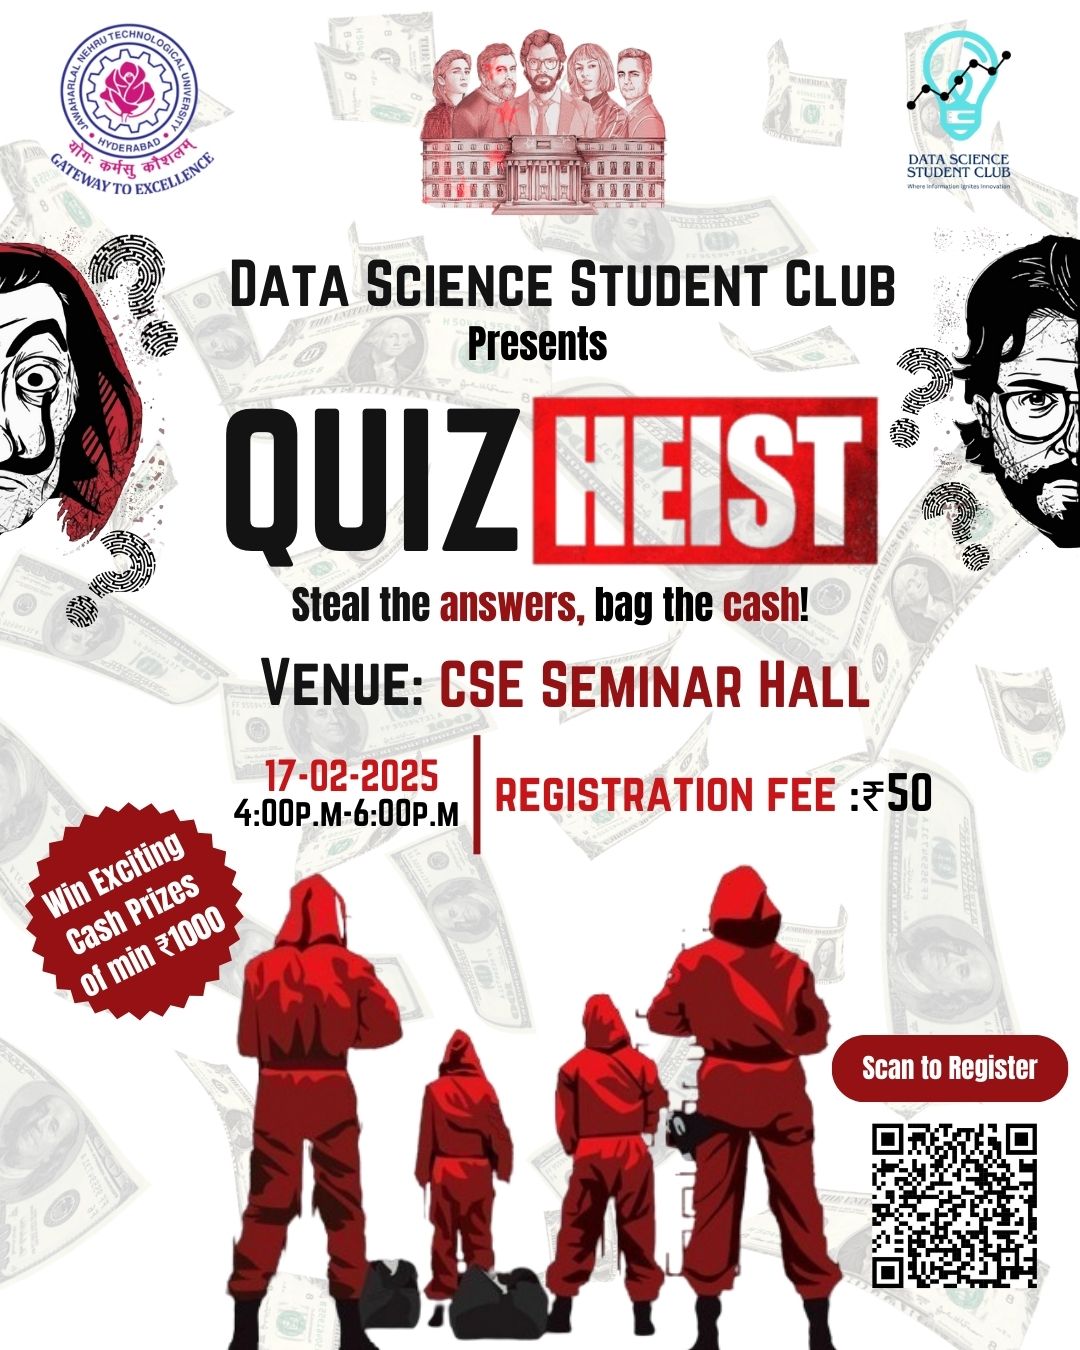 JAWAHARLAL NEHRU TECHNOLOGICAL UNIVERSITY
HYDERABAD
योगः कर्मसु कौशलम्
GATEWAY TO EXCELLENCE
DATA SCIENCE
STUDENT CLUB
Where Information Ignites Innovation
DATA SCIENCE STUDENT CLUB
Presents
QUIZ HEIST
Steal the answers, bag the cash!
VENUE: CSE SEMINAR HALL
17-02-2025
4:00P.M-6:00P.M
REGISTRATION FEE :₹50
Win Exciting
Cash Prizes
of min ₹1000
Scan to Register